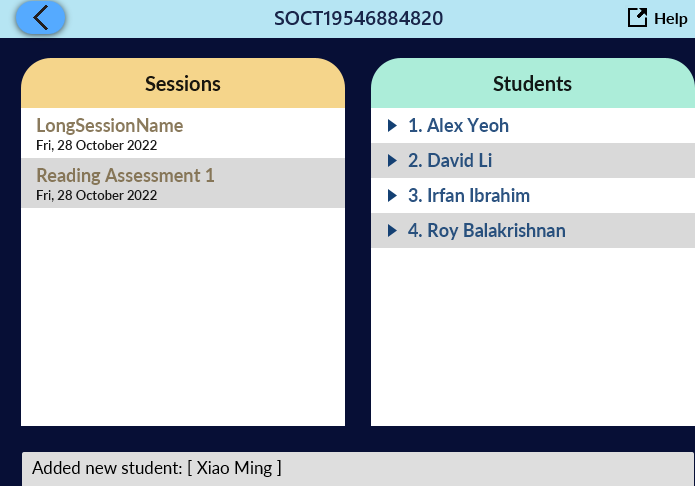 SOCT19546884820
Help
Sessions
LongSessionName
Fri, 28 October 2022
Reading Assessment 1
Fri, 28 October 2022
Students
1. Alex Yeoh
2. David Li
3. Irfan Ibrahim
4. Roy Balakrishnan
Added new student: [ Xiao Ming ]